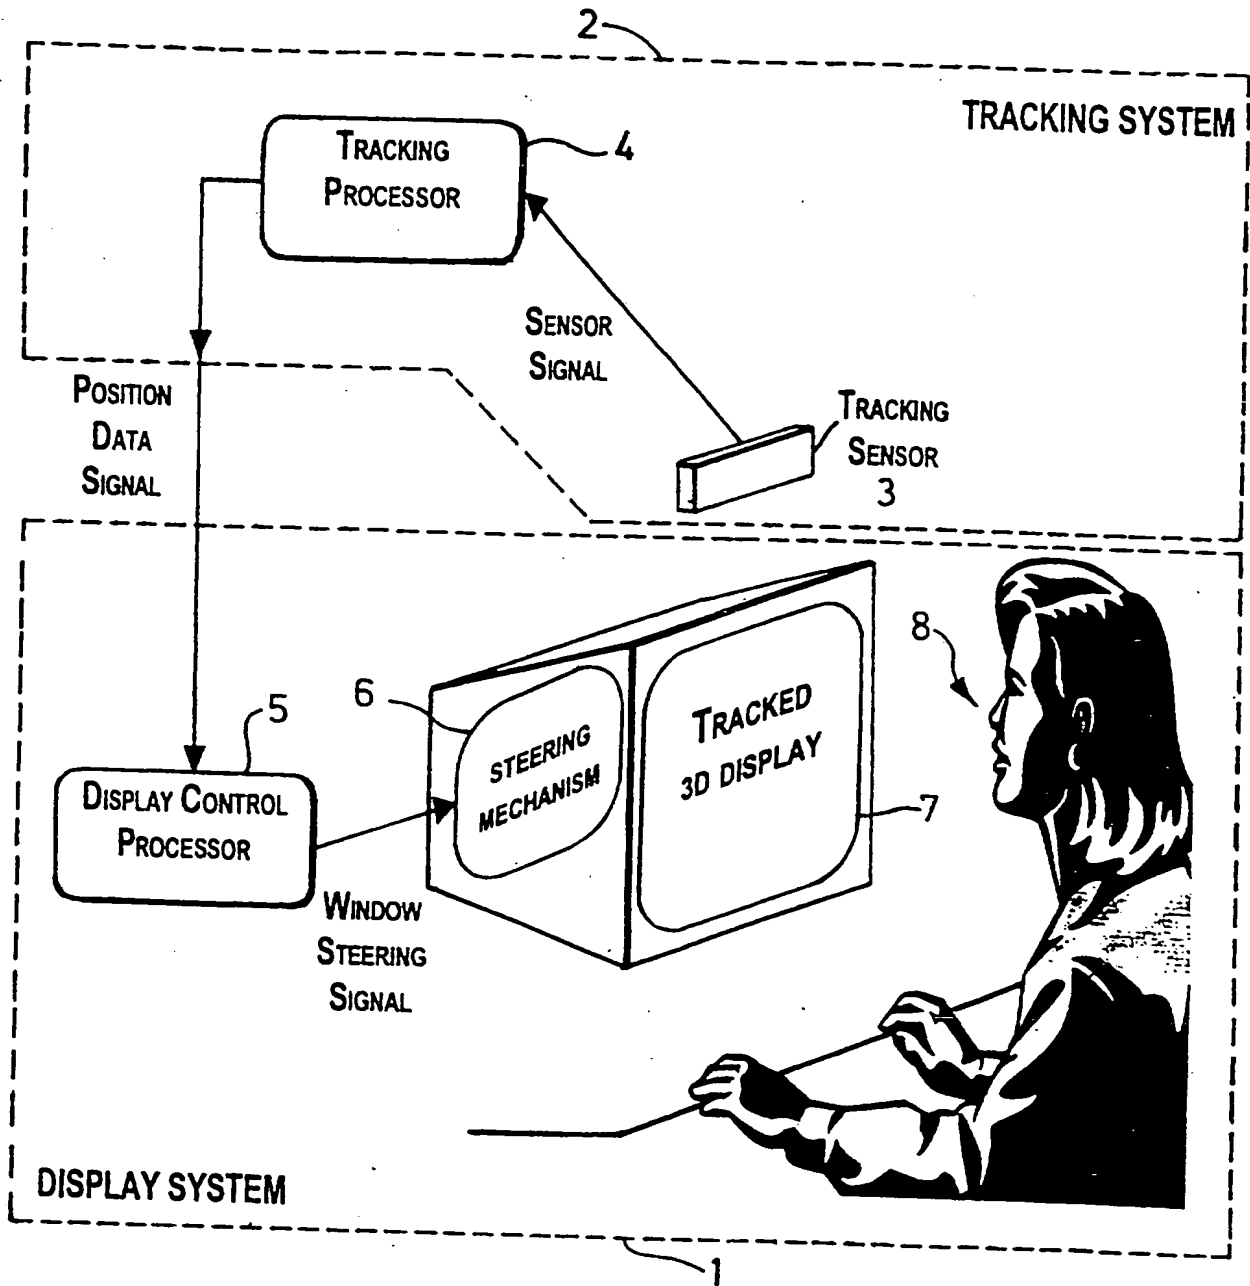 2
TRACKING SYSTEM
TRACKING
PROCESSOR
4
SENSOR
SIGNAL
POSITION
DATA
SIGNAL
TRACKING
SENSOR
3
8
6
STEERING
MECHANISM
TRACKED
3D DISPLAY
5
DISPLAY CONTROL
PROCESSOR
7
WINDOW
STEERING
SIGNAL
DISPLAY SYSTEM
1